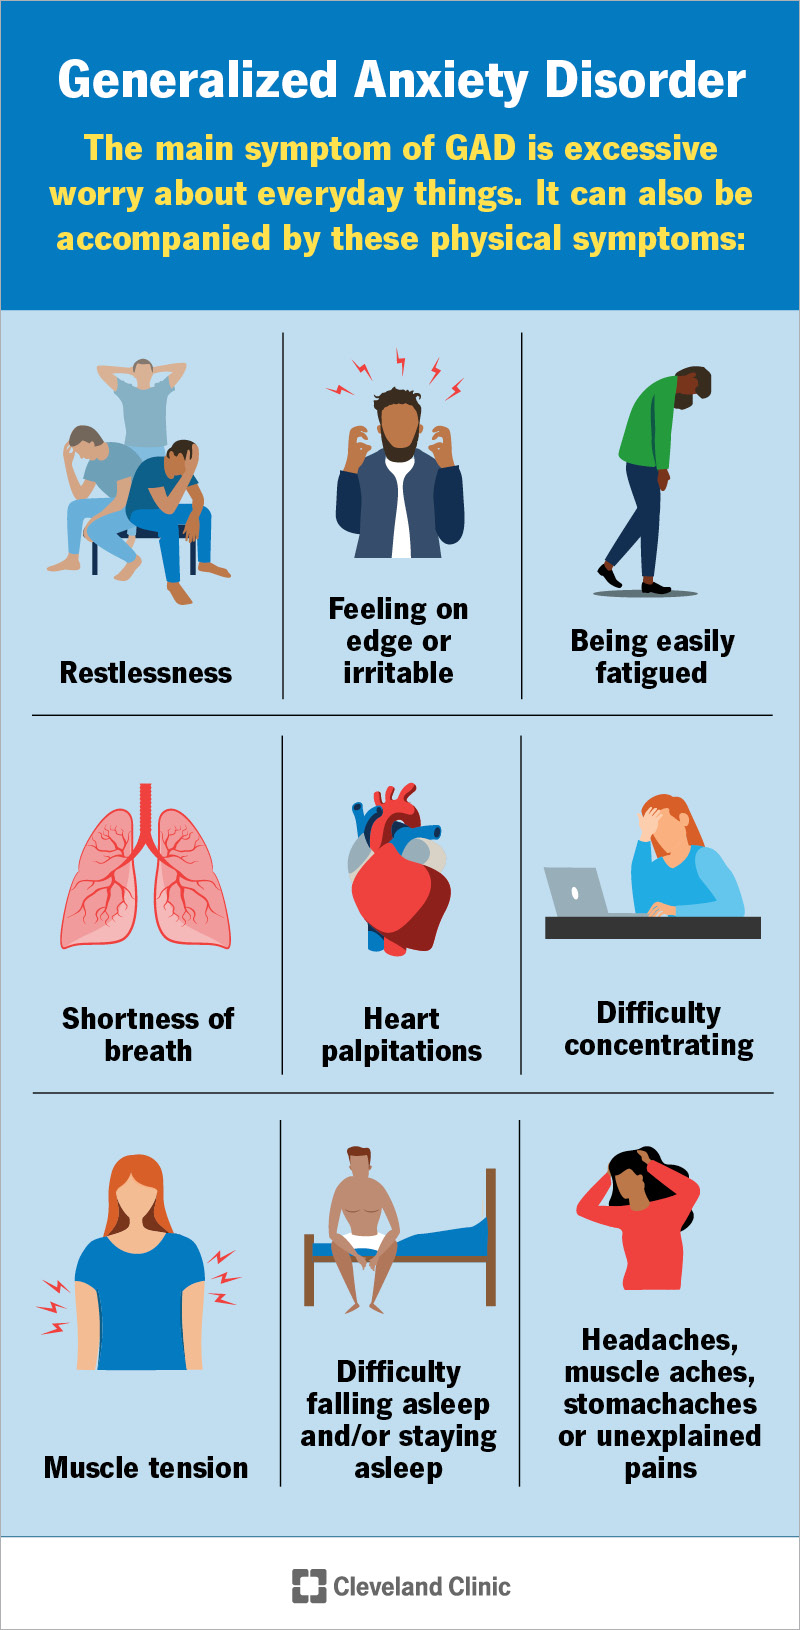 Generalized Anxiety Disorder
The main symptom of GAD is excessive
worry about everyday things. It can also be
accompanied by these physical symptoms:
Restlessness
Feeling on
edge or
irritable
Being easily
fatigued
Shortness of
breath
Heart
palpitations
Difficulty
concentrating
Muscle tension
Difficulty
falling asleep
and/or staying
asleep
Headaches,
muscle aches,
stomachaches
or unexplained
pains
Cleveland Clinic